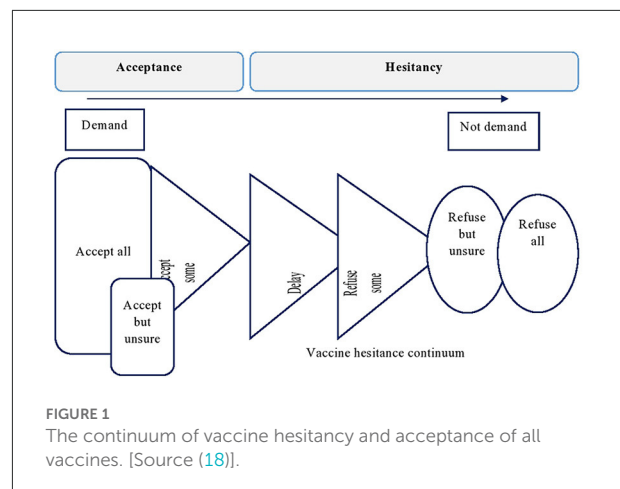 Acceptance
Hesitancy
Demand
Not demand
Accept all
Accept
but
unsure
some
Delay
Refuse
some
Refuse
but
unsure
Refuse
all
Vaccine hesitance continuum
FIGURE 1
The continuum of vaccine hesitancy and acceptance of all
vaccines. [Source (18)].